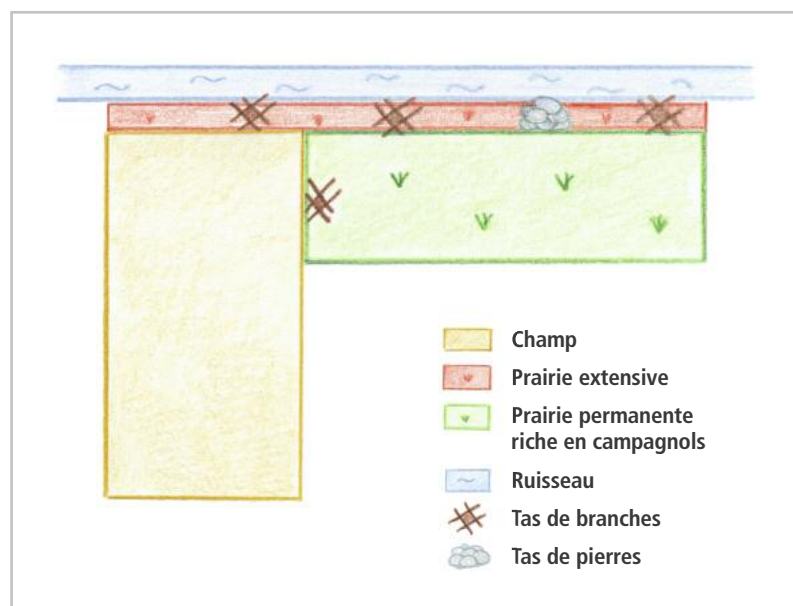 Champ
Prairie extensive
Prairie permanente
riche en campagnols
Ruisseau
Tas de branches
Tas de pierres